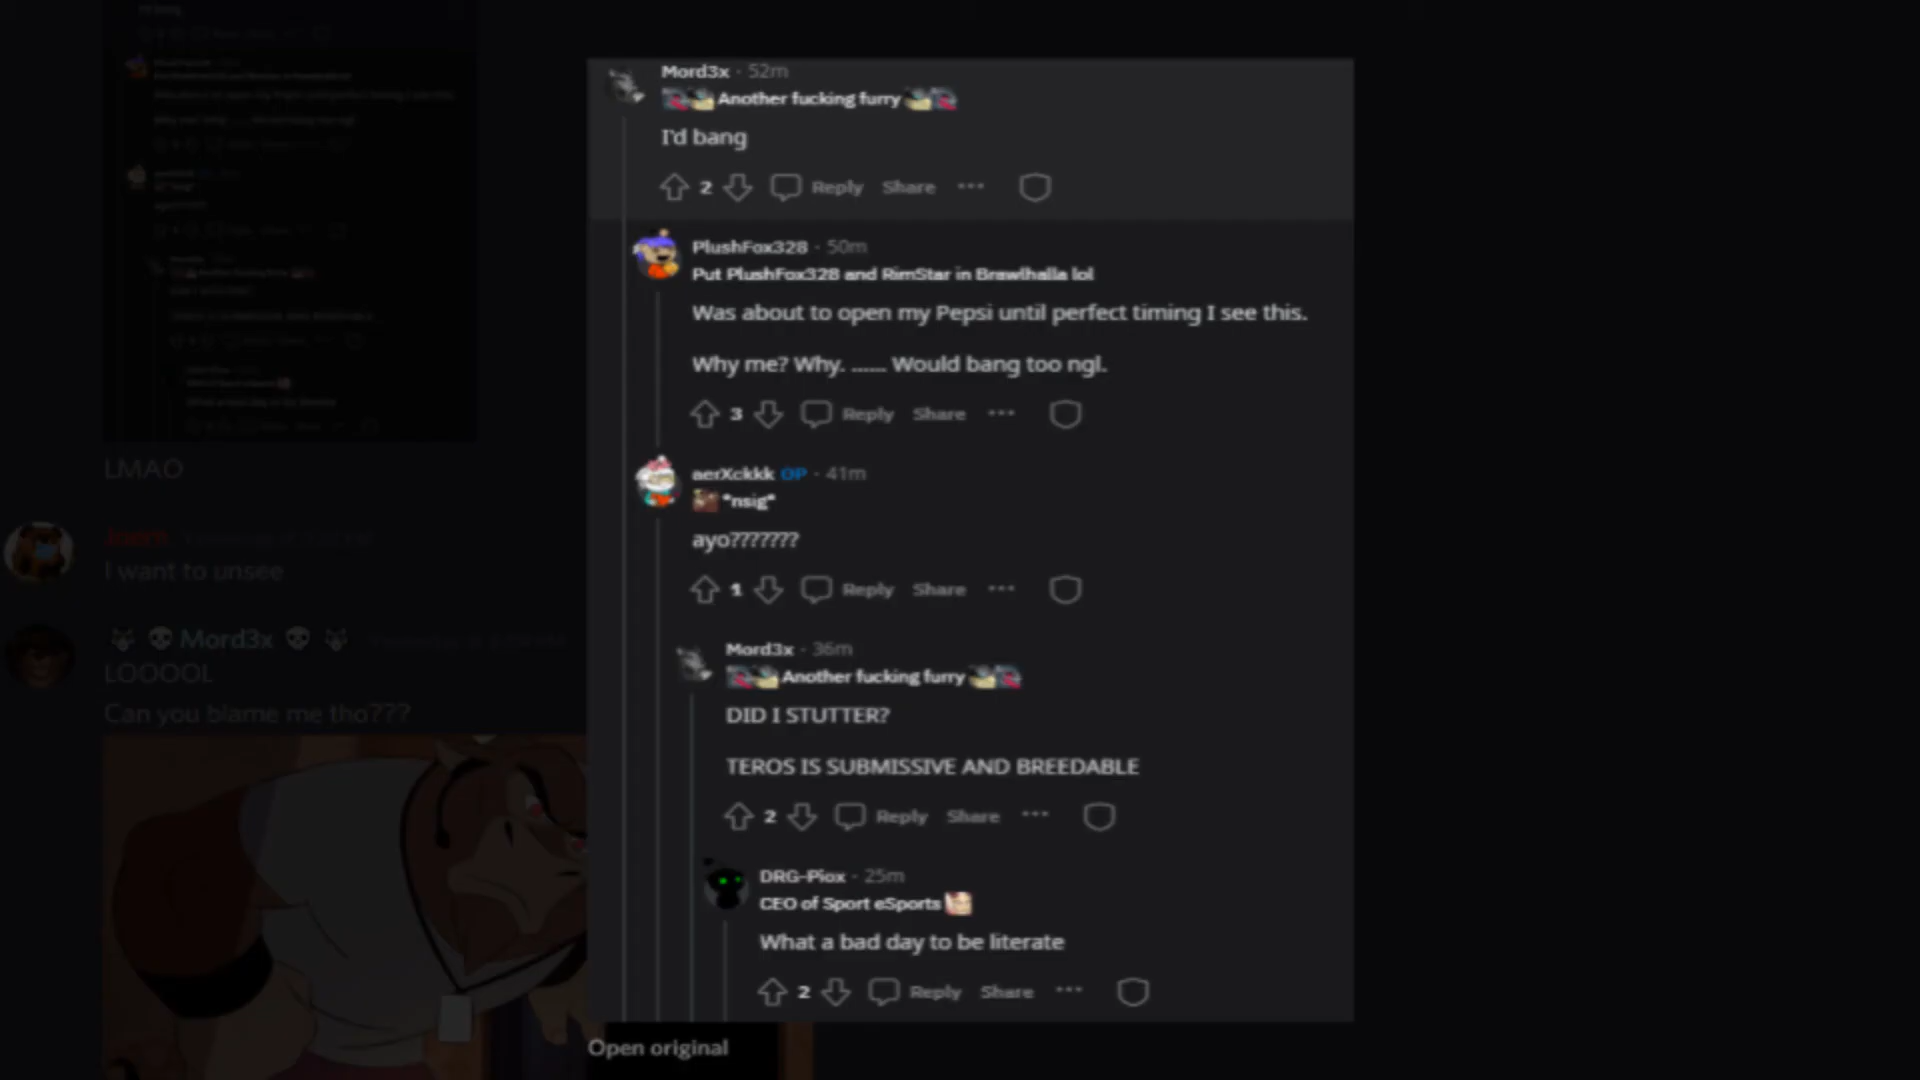 Mord3x · 52m
Another fucking furry
I'd bang
2 Reply Share ...
PlushFox328 · 50m
Put PlushFox328 and RimStar in Brawlhalla lol
Was about to open my Pepsi until perfect timing I see this.
Why me? Why. ...... Would bang too ngl.
3 Reply Share ...
aerXckkk OP · 41m
*nsig*
ayo???????
1 Reply Share ...
LMAO
I want to unsee
Mord3x
LOOOOL
Can you blame me tho???
Mord3x · 36m
Another fucking furry
DID I STUTTER?
TEROS IS SUBMISSIVE AND BREEDABLE
2 Reply Share ...
DRG-Piox · 25m
CEO of Sport eSports
What a bad day to be literate
2 Reply Share ...
Open original